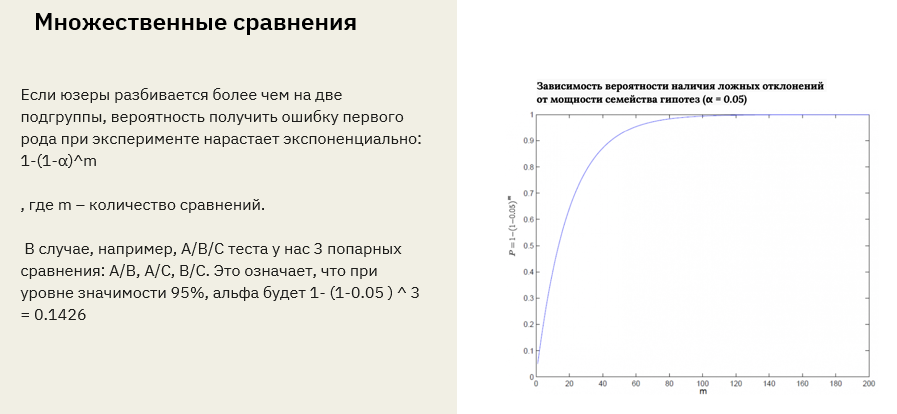 Множественные сравнения
Если юзеры разбивается более чем на две
подгруппы, вероятность получить ошибку первого
рода при эксперименте нарастает экспоненциально:
1-(1-α)^m
, где m – количество сравнений.
В случае, например, A/B/C теста у нас 3 попарных
сравнения: A/B, A/C, B/C. Это означает, что при
уровне значимости 95%, альфа будет 1- (1-0.05 ) ^ 3
= 0.1426
Зависимость вероятности наличия ложных отклонений
от мощности семейства гипотез (α = 0.05)
1
0.9
0.8
0.7
0.6
0.5
0.4
0.3
0.2
0.1
0
P = 1−(1−0.05)^m
0 20 40 60 80 100 120 140 160 180 200
m